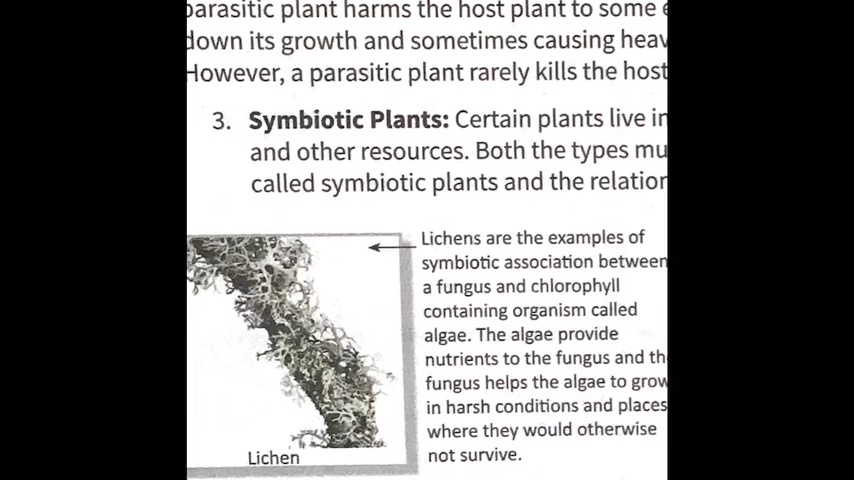 parasitic plant harms the host plant to some
down its growth and sometimes causing heav
However, a parasitic plant rarely kills the host
3. Symbiotic Plants: Certain plants live in
and other resources. Both the types mu
called symbiotic plants and the relation
Lichens are the examples of
symbiotic association between
a fungus and chlorophyll
containing organism called
algae. The algae provide
nutrients to the fungus and th
fungus helps the algae to grow
in harsh conditions and places
where they would otherwise
not survive.
Lichen